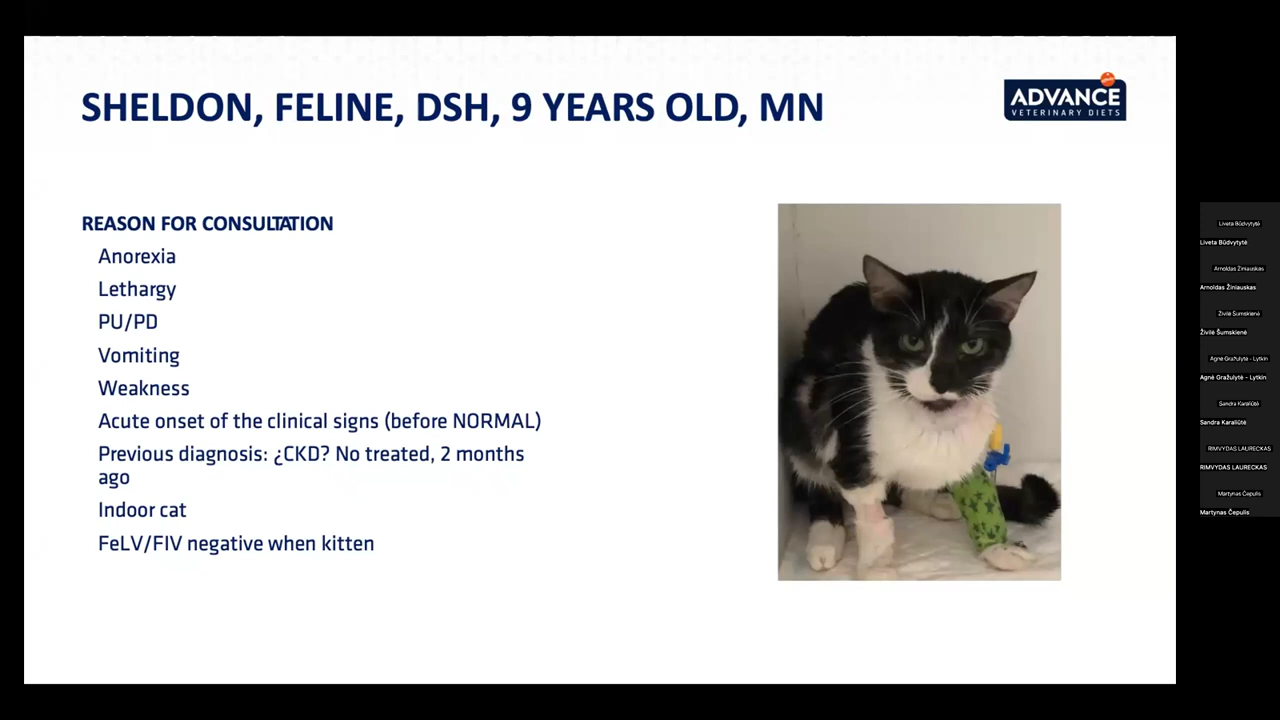 SHELDON, FELINE, DSH, 9 YEARS OLD, MN
ADVANCE
VETERINARY DIETS
REASON FOR CONSULTATION
Anorexia
Lethargy
PU/PD
Vomiting
Weakness
Acute onset of the clinical signs (before NORMAL)
Previous diagnosis: ¿CKD? No treated, 2 months
ago
Indoor cat
FeLV/FIV negative when kitten
Liveta Būdvytytė
Liveta Būdvytytė
Arnoldas Žiniauskas
Arnoldas Žiniauskas
Živilė Šumskienė
Živilė Šumskienė
Agnė Gražulytė - Lytkin
Agnė Gražulytė - Lytkin
Sandra Karaliūtė
Sandra Karaliūtė
RIMVYDAS LAURECKAS
RIMVYDAS LAURECKAS
Martynas Čepulis
Martynas Čepulis